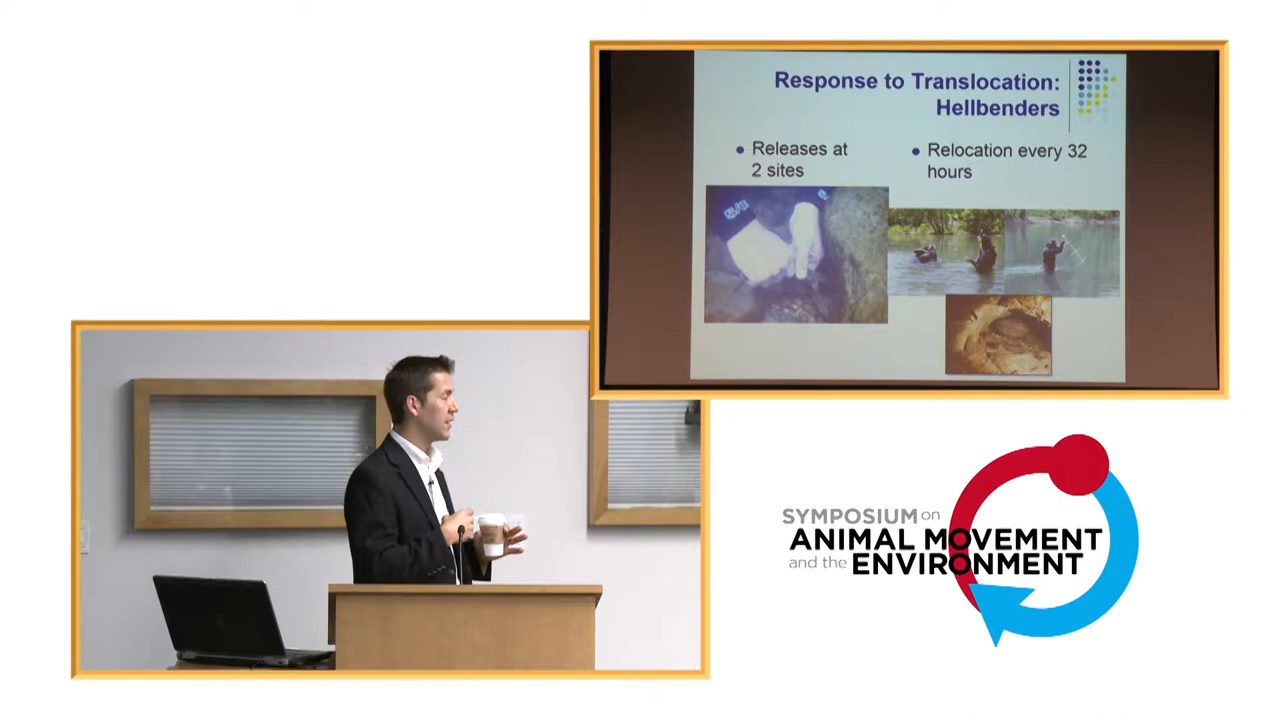 Response to Translocation:
Hellbenders
Releases at
2 sites
Relocation every 32
hours
SYMPOSIUM on
ANIMAL MOVEMENT
and the ENVIRONMENT